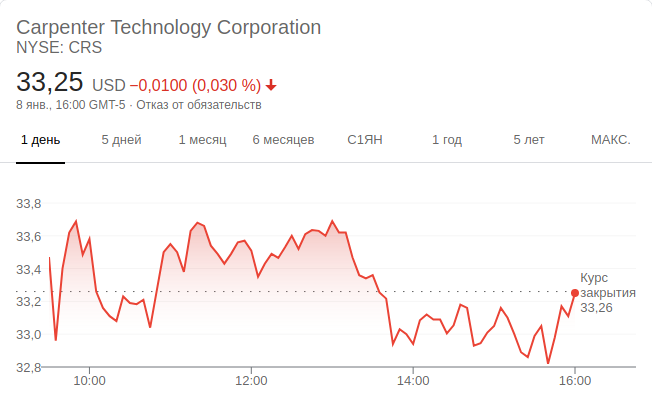 Carpenter Technology Corporation
NYSE: CRS
33,25 USD −0,0100 (0,030 %)
8 янв., 16:00 GMT-5 · Отказ от обязательств
1 день 5 дней 1 месяц 6 месяцев С1ЯН 1 год 5 лет МАКС.
33,8
33,6
33,4
33,2
33,0
32,8
Курс
закрытия
33,26
10:00 12:00 14:00 16:00